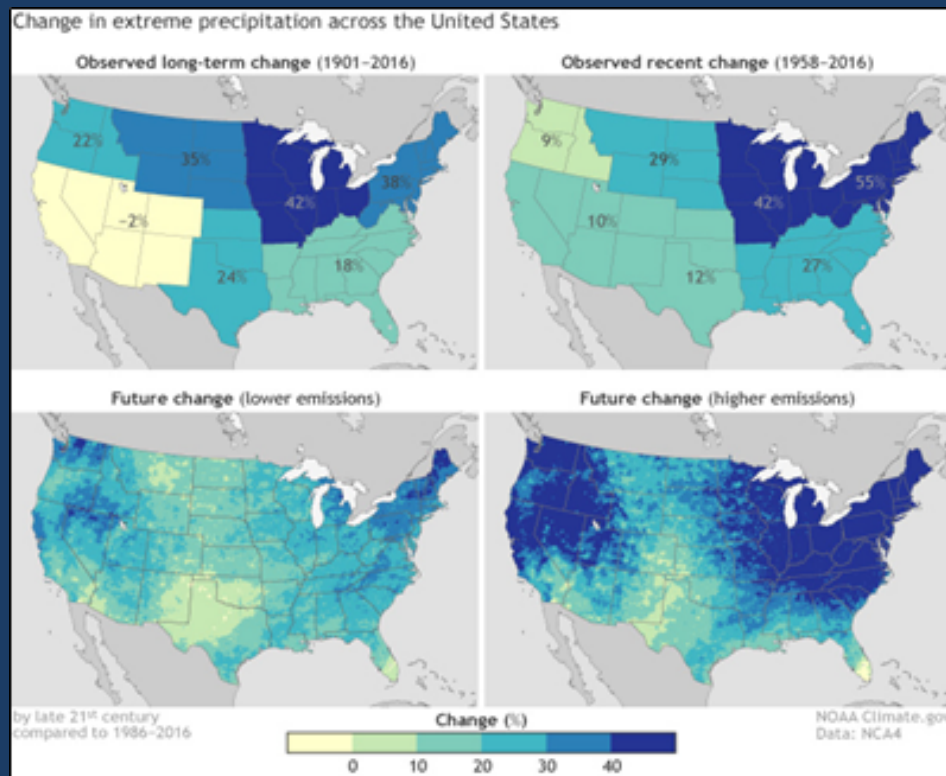 Change in extreme precipitation across the United States
Observed long-term change (1901–2016)
22%
35%
38%
−2%
42%
24%
18%
Observed recent change (1958–2016)
9%
29%
55%
10%
42%
12%
27%
Future change (lower emissions)
Future change (higher emissions)
by late 21st century
compared to 1986–2016
Change (%)
0 10 20 30 40
NOAA Climate.gov
Data: NCA4